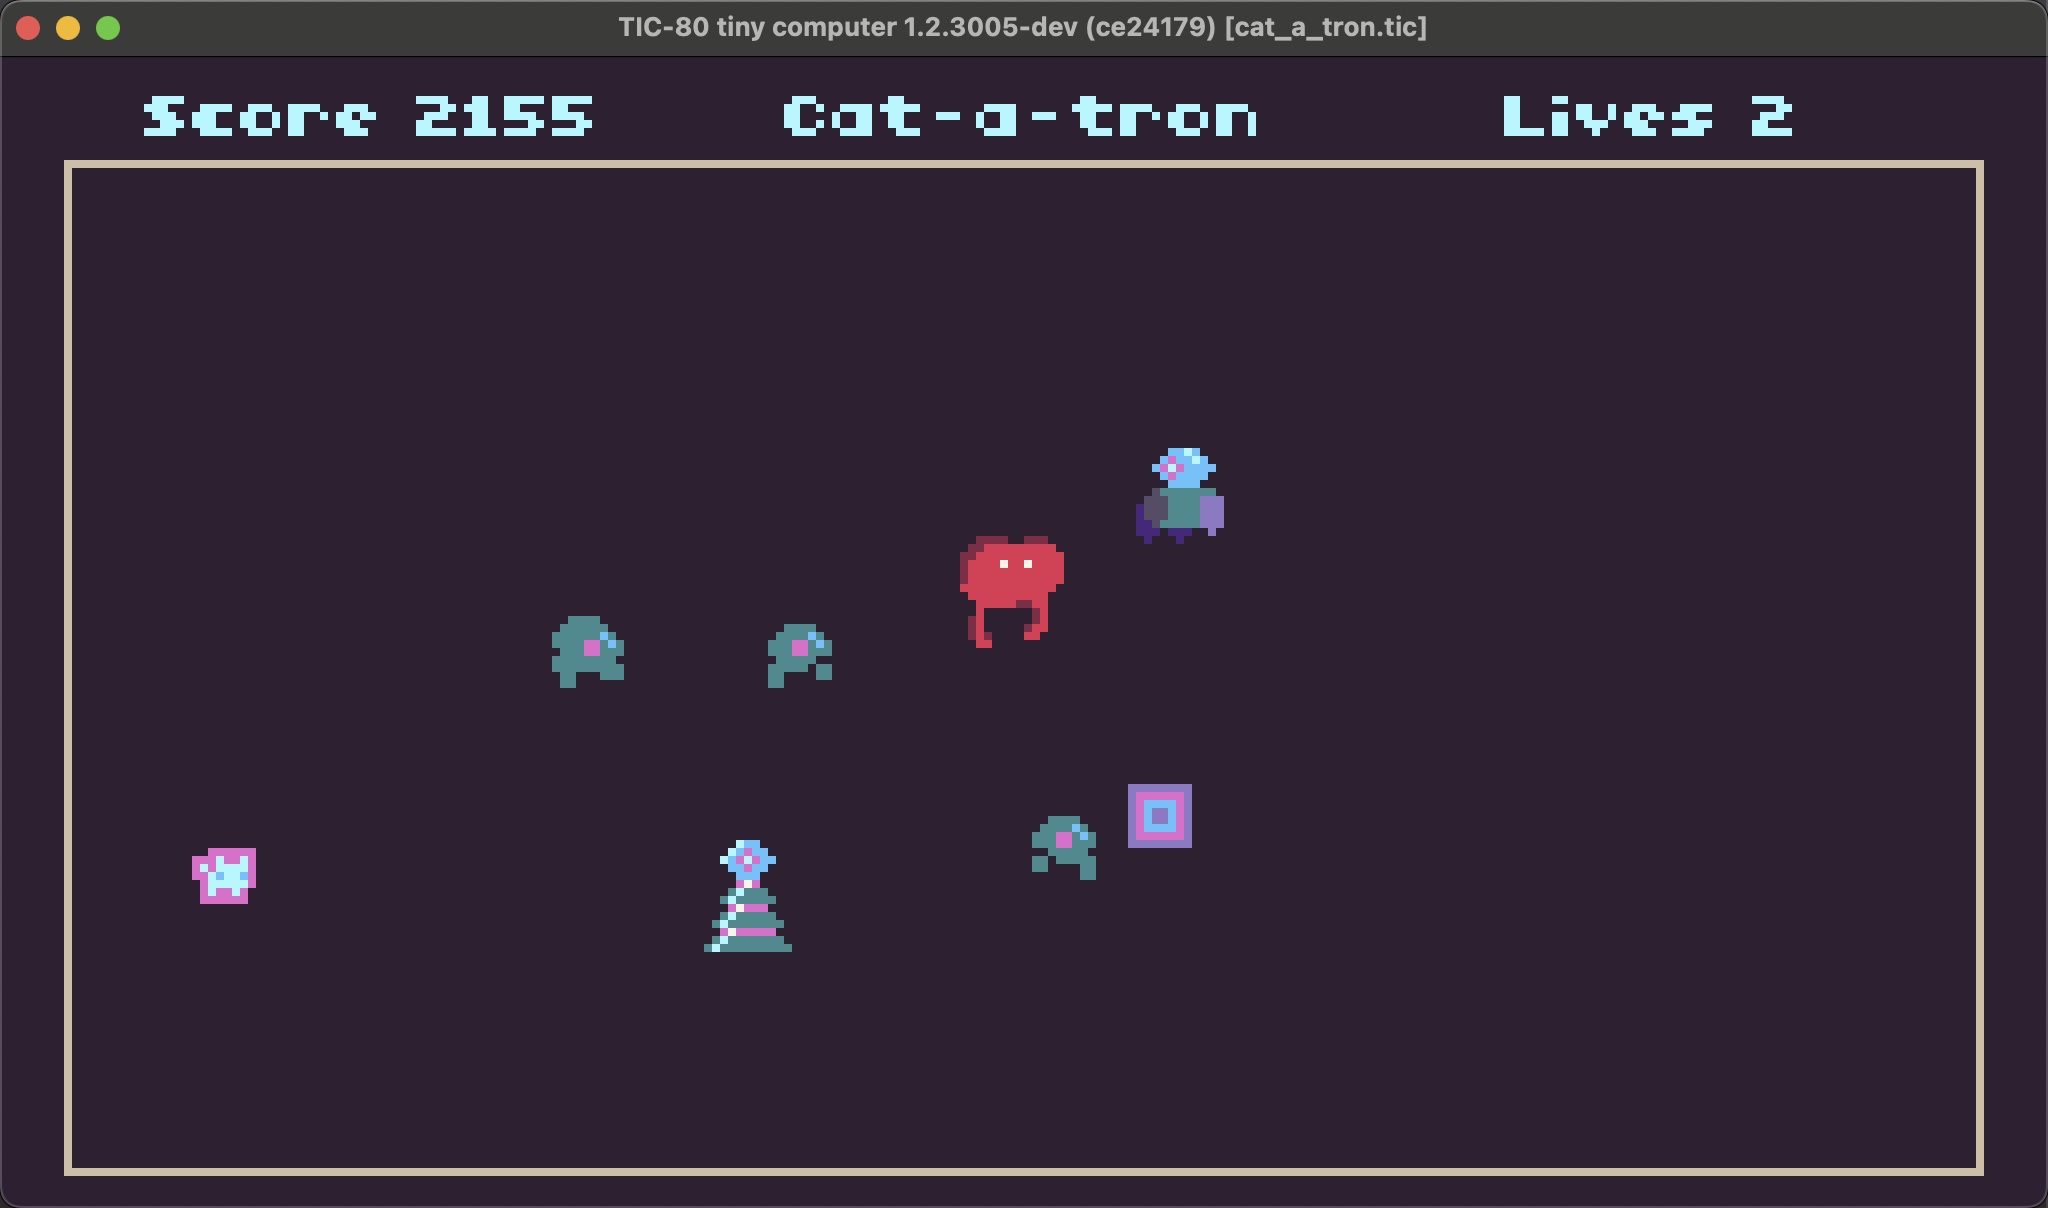 TIC-80 tiny computer 1.2.3005-dev (ce24179) [cat_a_tron.tic]
Score 2155 Cat-a-tron Lives 2